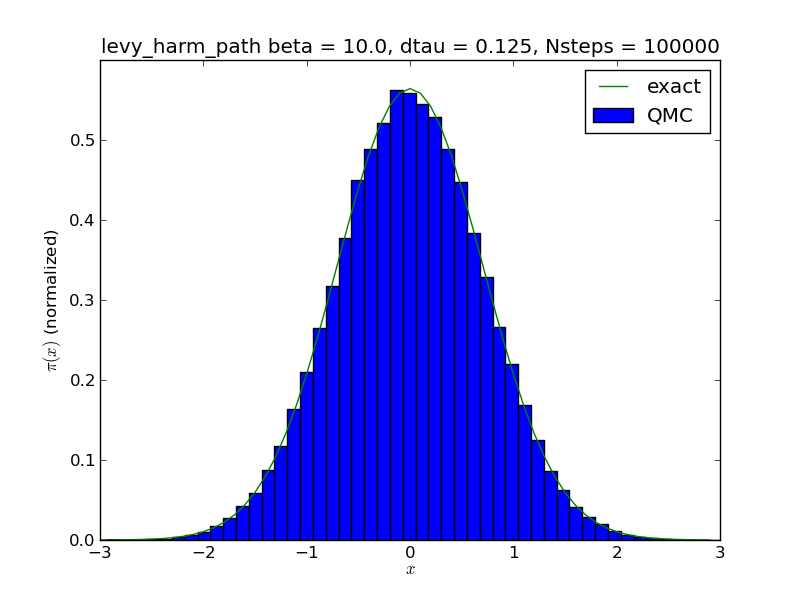 levy_harm_path beta = 10.0, dtau = 0.125, Nsteps = 100000
exact
QMC
π(x) (normalized)
0.5
0.4
0.3
0.2
0.1
0.0
−3 −2 −1 0 1 2 3
x